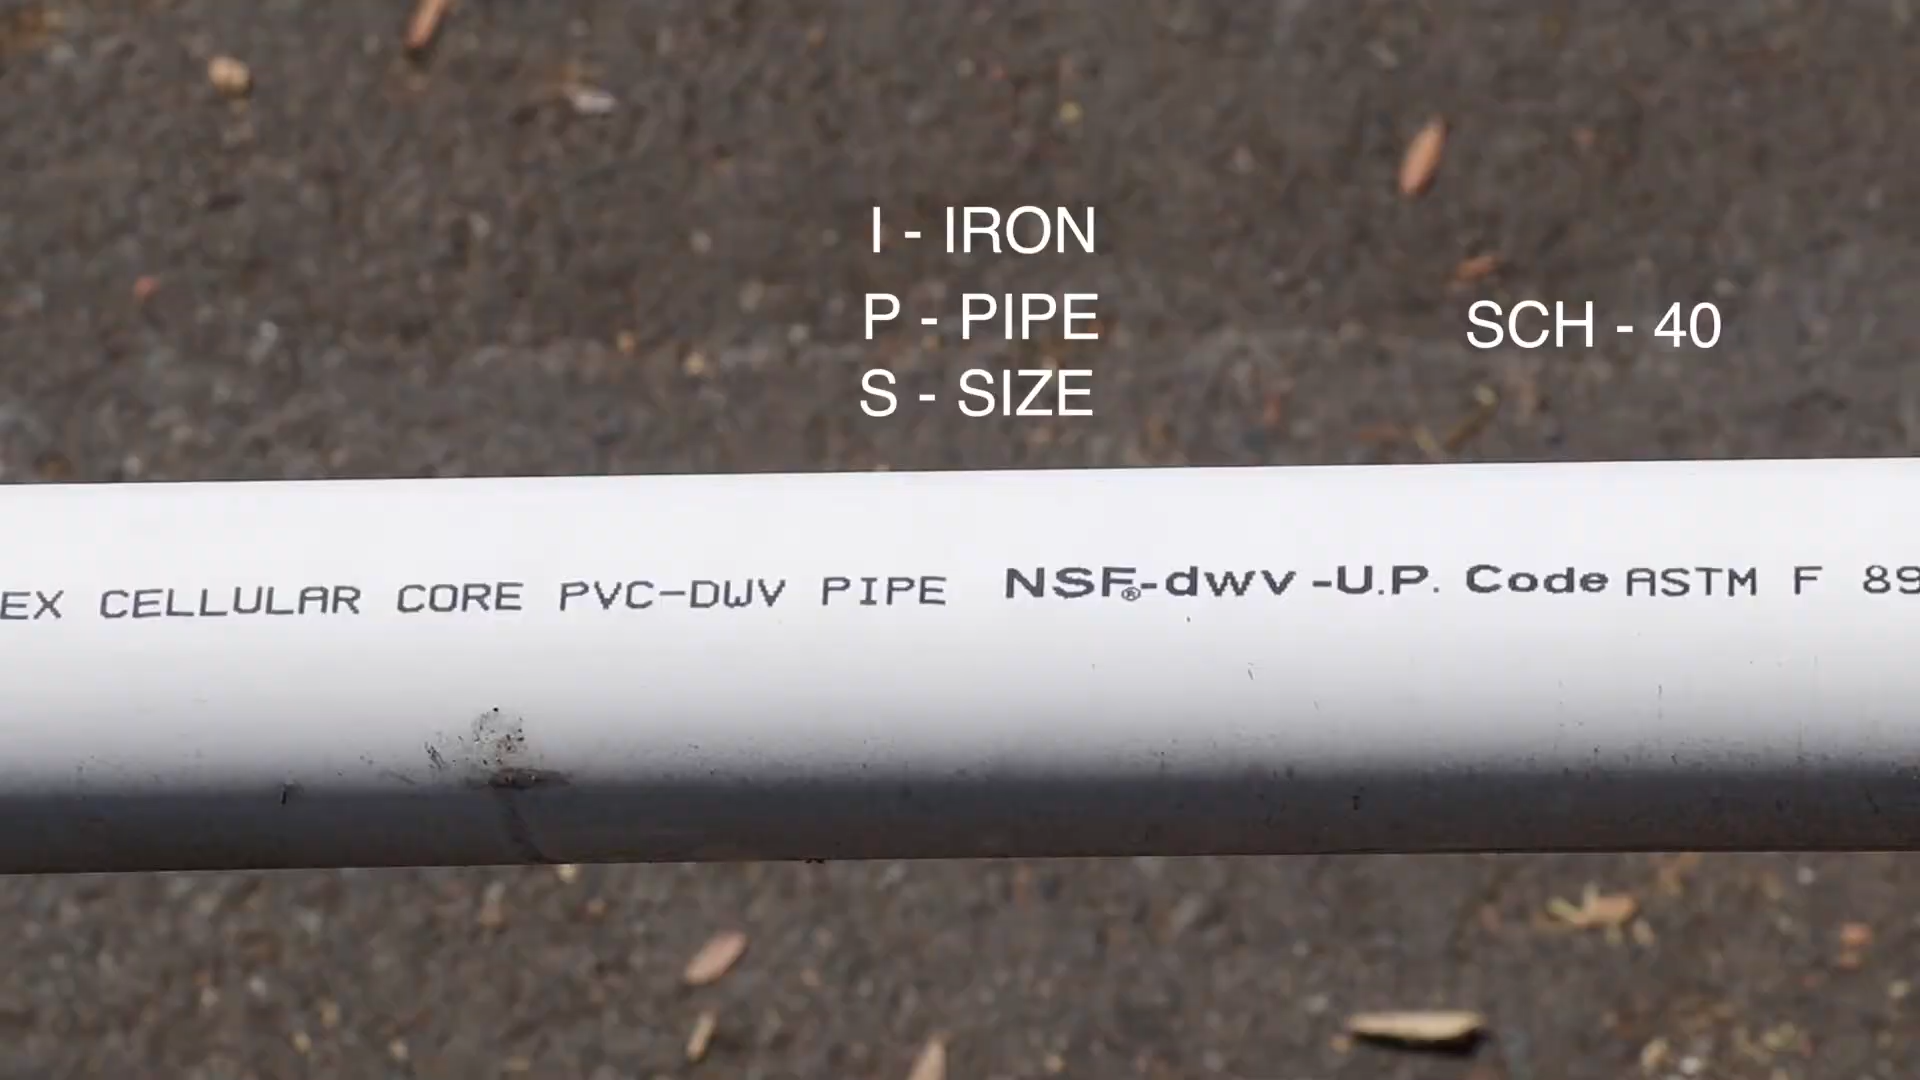 I - IRON
P - PIPE
S - SIZE
SCH - 40
EX CELLULAR CORE PVC-DWV PIPE NSF®-dwv -U.P. Code ASTM F 89